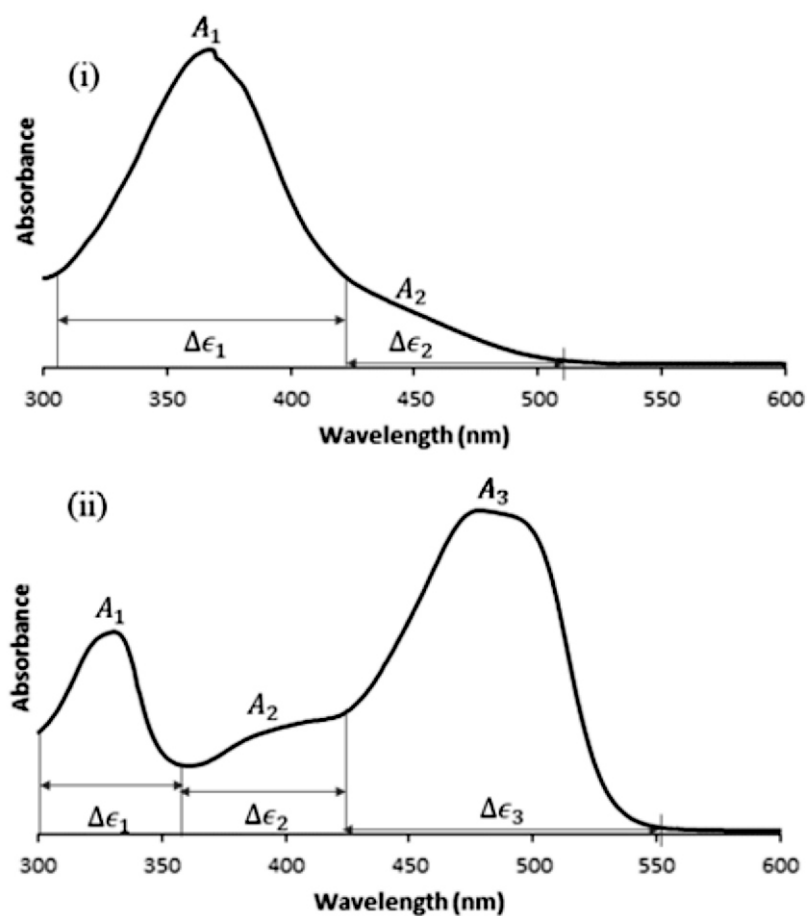 A₁
(i)
Absorbance
A₂
Δϵ₁
Δϵ₂
300 350 400 450 500 550 600
Wavelength (nm)
(ii)
A₃
A₁
Absorbance
A₂
Δϵ₁
Δϵ₂
Δϵ₃
300 350 400 450 500 550 600
Wavelength (nm)